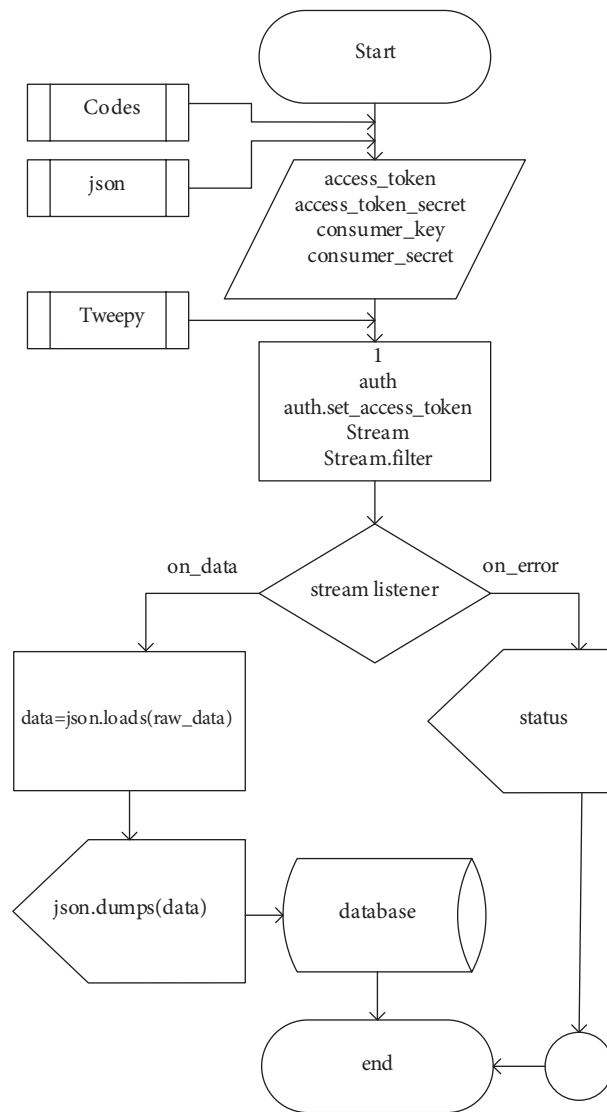 Start
Codes
json
access_token
access_token_secret
consumer_key
consumer_secret
Tweepy
1
auth
auth.set_access_token
Stream
Stream.filter
on_data
stream listener
on_error
data=json.loads(raw_data)
status
json.dumps(data)
database
end